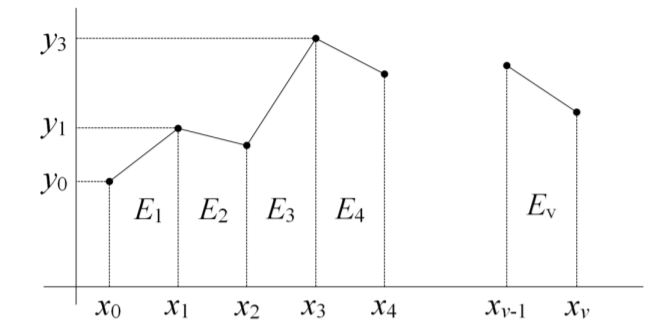 y₃
y₁
y₀
E₁ E₂ E₃ E₄ Eᵥ
x₀ x₁ x₂ x₃ x₄ xᵥ₋₁ xᵥ